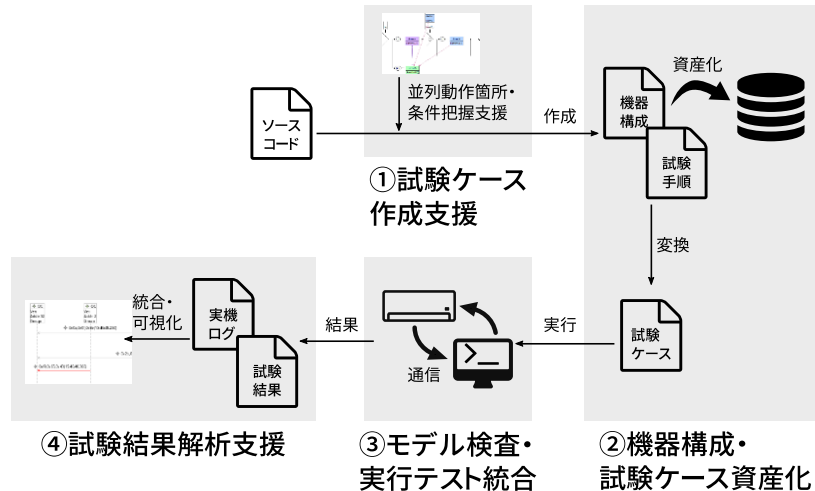 ソース
コード
並列動作箇所・
条件把握支援
作成
①試験ケース
作成支援
機器
構成
試験
手順
資産化
変換
試験
ケース
②機器構成・
試験ケース資産化
実行
通信
③モデル検査・
実行テスト統合
結果
実機
ログ
試験
結果
統合・
可視化
④試験結果解析支援